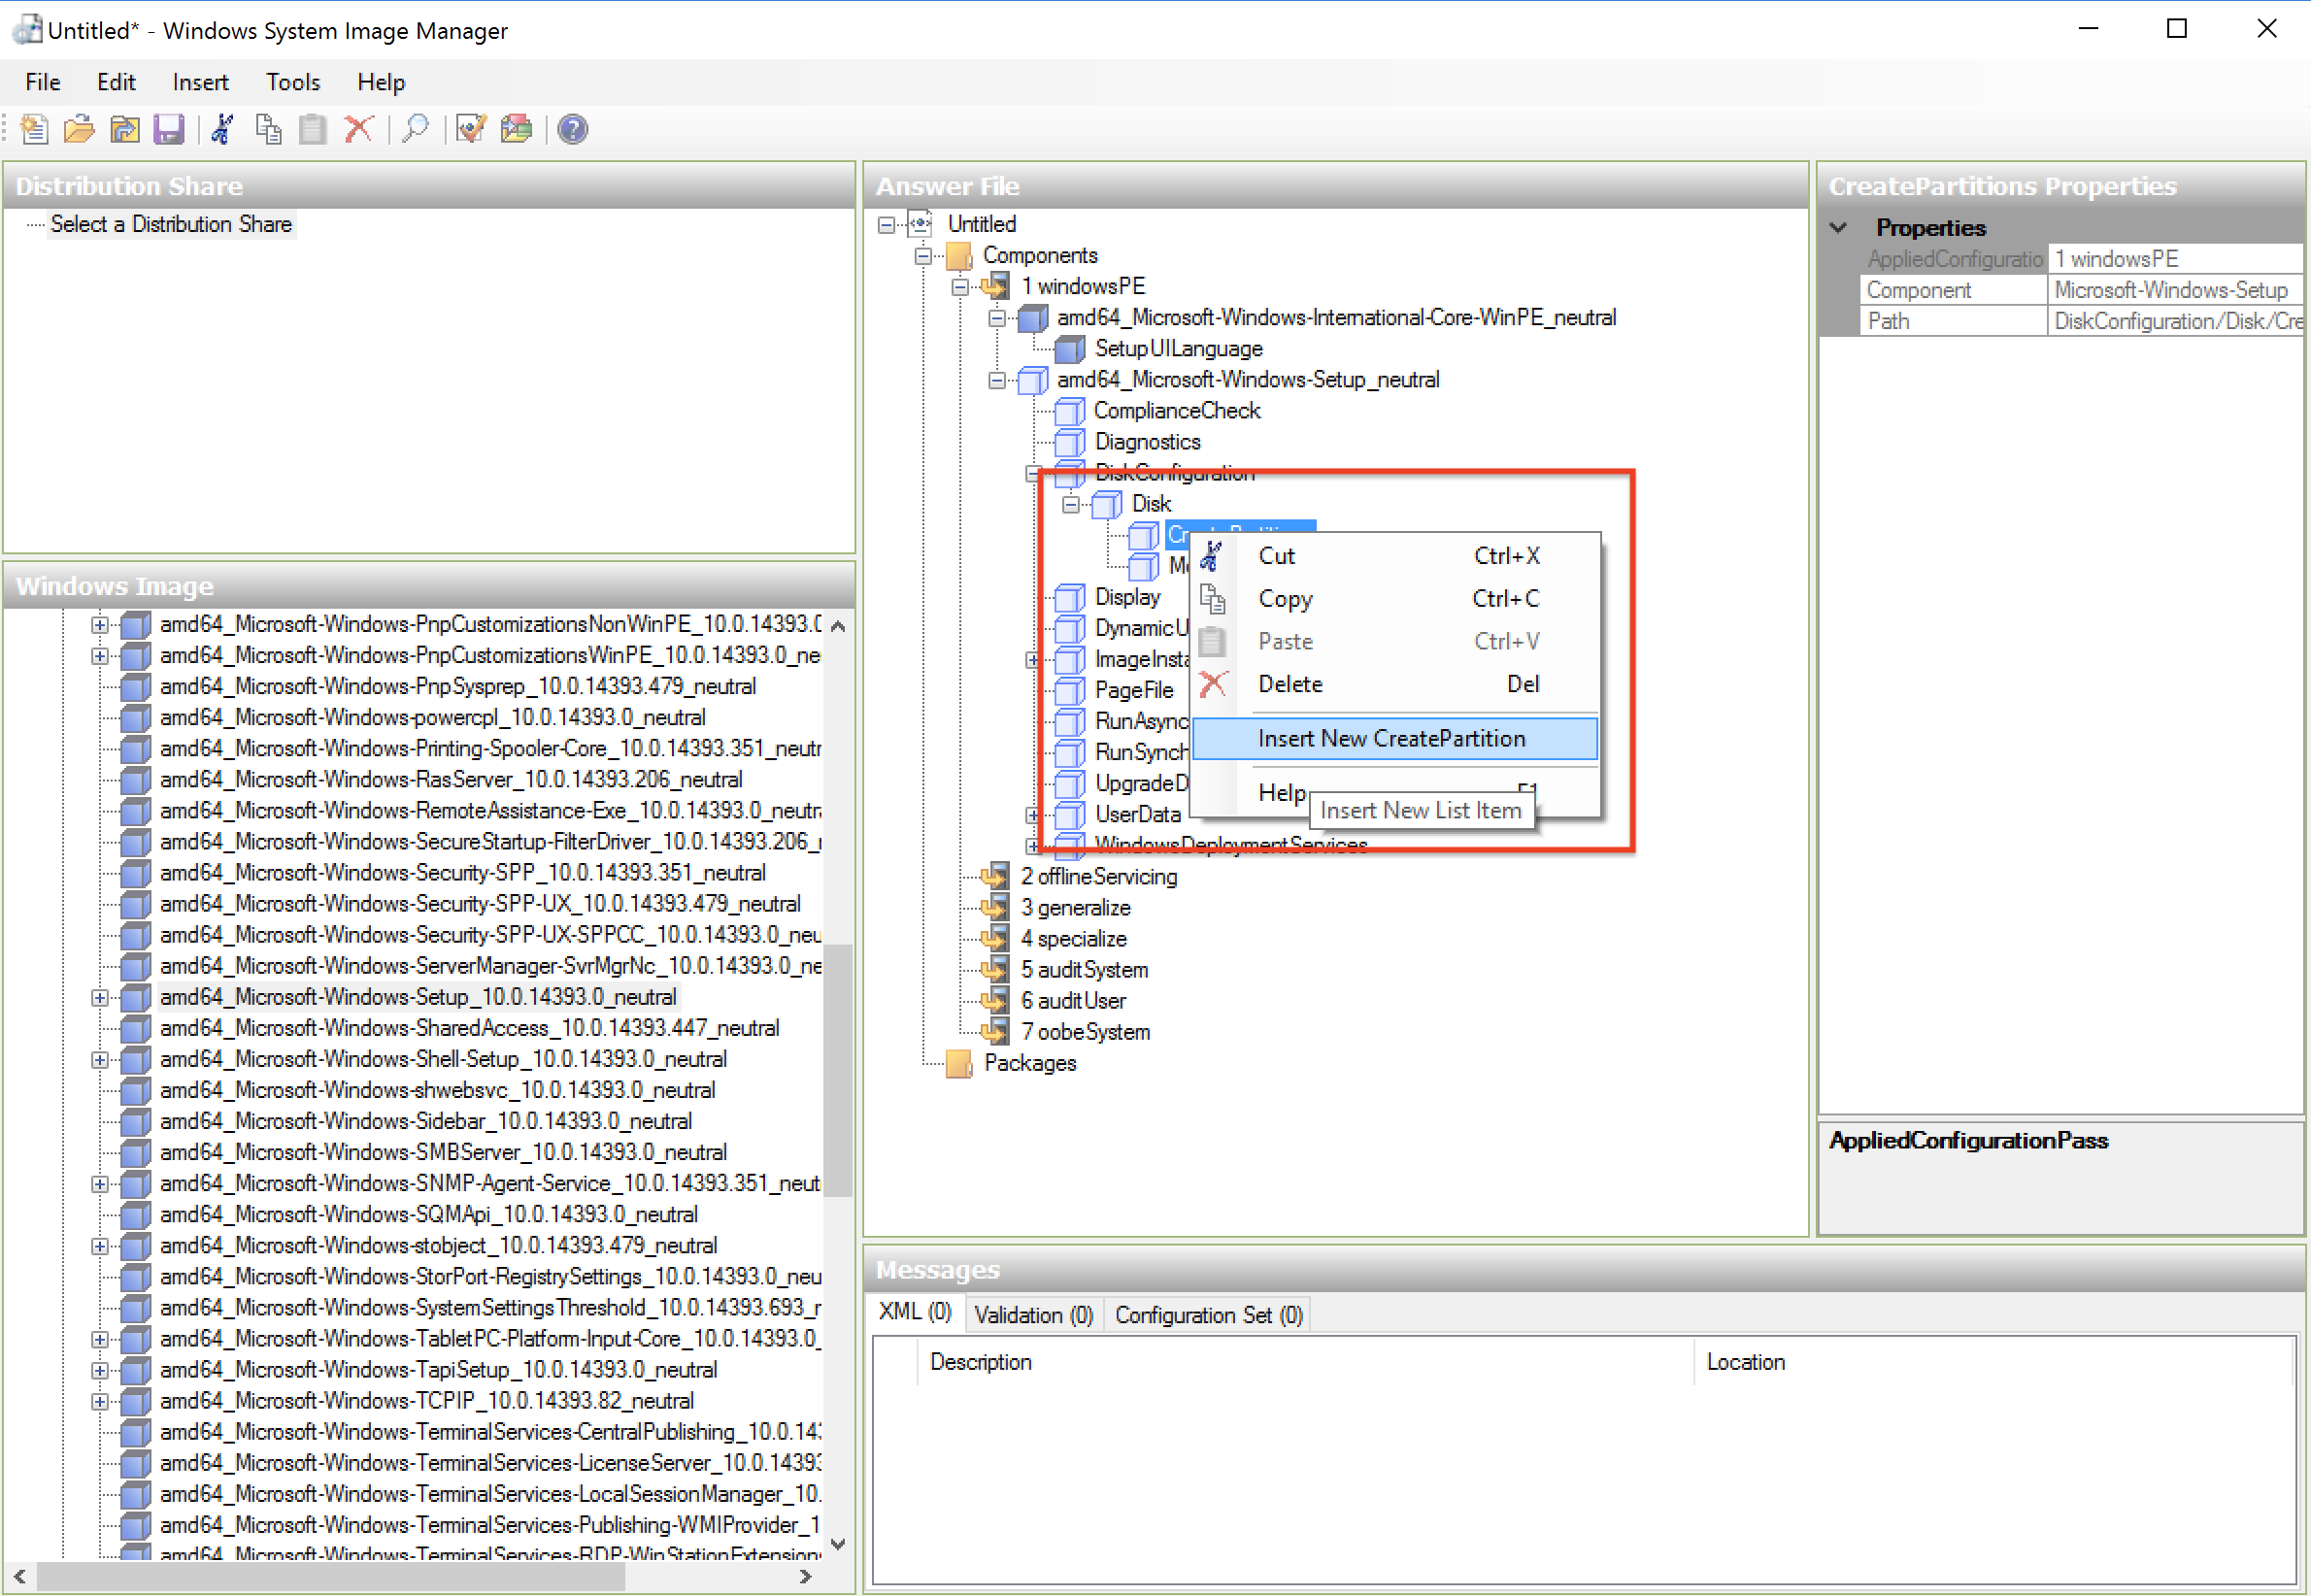 Untitled* - Windows System Image Manager
File Edit Insert Tools Help
Distribution Share
Select a Distribution Share
Windows Image
amd64_Microsoft-Windows-PnpCustomizationsNonWinPE_10.0.14393.0
amd64_Microsoft-Windows-PnpCustomizationsWinPE_10.0.14393.0_neu
amd64_Microsoft-Windows-PnpSysprep_10.0.14393.479_neutral
amd64_Microsoft-Windows-powercpl_10.0.14393.0_neutral
amd64_Microsoft-Windows-Printing-Spooler-Core_10.0.14393.351_neutr
amd64_Microsoft-Windows-RasServer_10.0.14393.206_neutral
amd64_Microsoft-Windows-RemoteAssistance-Exe_10.0.14393.0_neutra
amd64_Microsoft-Windows-SecureStartup-FilterDriver_10.0.14393.206_
amd64_Microsoft-Windows-Security-SPP_10.0.14393.351_neutral
amd64_Microsoft-Windows-Security-SPP-UX_10.0.14393.479_neutral
amd64_Microsoft-Windows-Security-SPP-UX-SPPCC_10.0.14393.0_neu
amd64_Microsoft-Windows-ServerManager-SvrMgrNc_10.0.14393.0_ne
amd64_Microsoft-Windows-Setup_10.0.14393.0_neutral
amd64_Microsoft-Windows-SharedAccess_10.0.14393.447_neutral
amd64_Microsoft-Windows-Shell-Setup_10.0.14393.0_neutral
amd64_Microsoft-Windows-shwebsvc_10.0.14393.0_neutral
amd64_Microsoft-Windows-Sidebar_10.0.14393.0_neutral
amd64_Microsoft-Windows-SMBServer_10.0.14393.0_neutral
amd64_Microsoft-Windows-SNMP-Agent-Service_10.0.14393.351_neut
amd64_Microsoft-Windows-SQMApi_10.0.14393.0_neutral
amd64_Microsoft-Windows-stobject_10.0.14393.479_neutral
amd64_Microsoft-Windows-StorPort-RegistrySettings_10.0.14393.0_neu
amd64_Microsoft-Windows-SystemSettingsThreshold_10.0.14393.693_r
amd64_Microsoft-Windows-TabletPC-Platform-Input-Core_10.0.14393.0_
amd64_Microsoft-Windows-TapiSetup_10.0.14393.0_neutral
amd64_Microsoft-Windows-TCPIP_10.0.14393.82_neutral
amd64_Microsoft-Windows-TerminalServices-CentralPublishing_10.0.14
amd64_Microsoft-Windows-TerminalServices-LicenseServer_10.0.14393
amd64_Microsoft-Windows-TerminalServices-LocalSessionManager_10.
amd64_Microsoft-Windows-TerminalServices-Publishing-WMIProvider_1
amd64_Microsoft-Windows-TerminalServices-RDP-WinStationExtensions
Answer File
Untitled
Components
1 windowsPE
amd64_Microsoft-Windows-International-Core-WinPE_neutral
SetupUILanguage
amd64_Microsoft-Windows-Setup_neutral
ComplianceCheck
Diagnostics
DiskConfiguration
Disk
Display
DynamicU
ImageInsta
PageFile
RunAsync
RunSynch
UpgradeD
UserData
WindowsDeploymentServices
2 offlineServicing
3 generalize
4 specialize
5 auditSystem
6 auditUser
7 oobeSystem
Packages
Cut Ctrl+X
Copy Ctrl+C
Paste Ctrl+V
Delete Del
Insert New CreatePartition
Help F1
Insert New List Item
CreatePartitions Properties
Properties
AppliedConfiguratio 1 windowsPE
Component Microsoft-Windows-Setup
Path DiskConfiguration/Disk/Cre
AppliedConfigurationPass
Messages
XML (0) Validation (0) Configuration Set (0)
Description Location